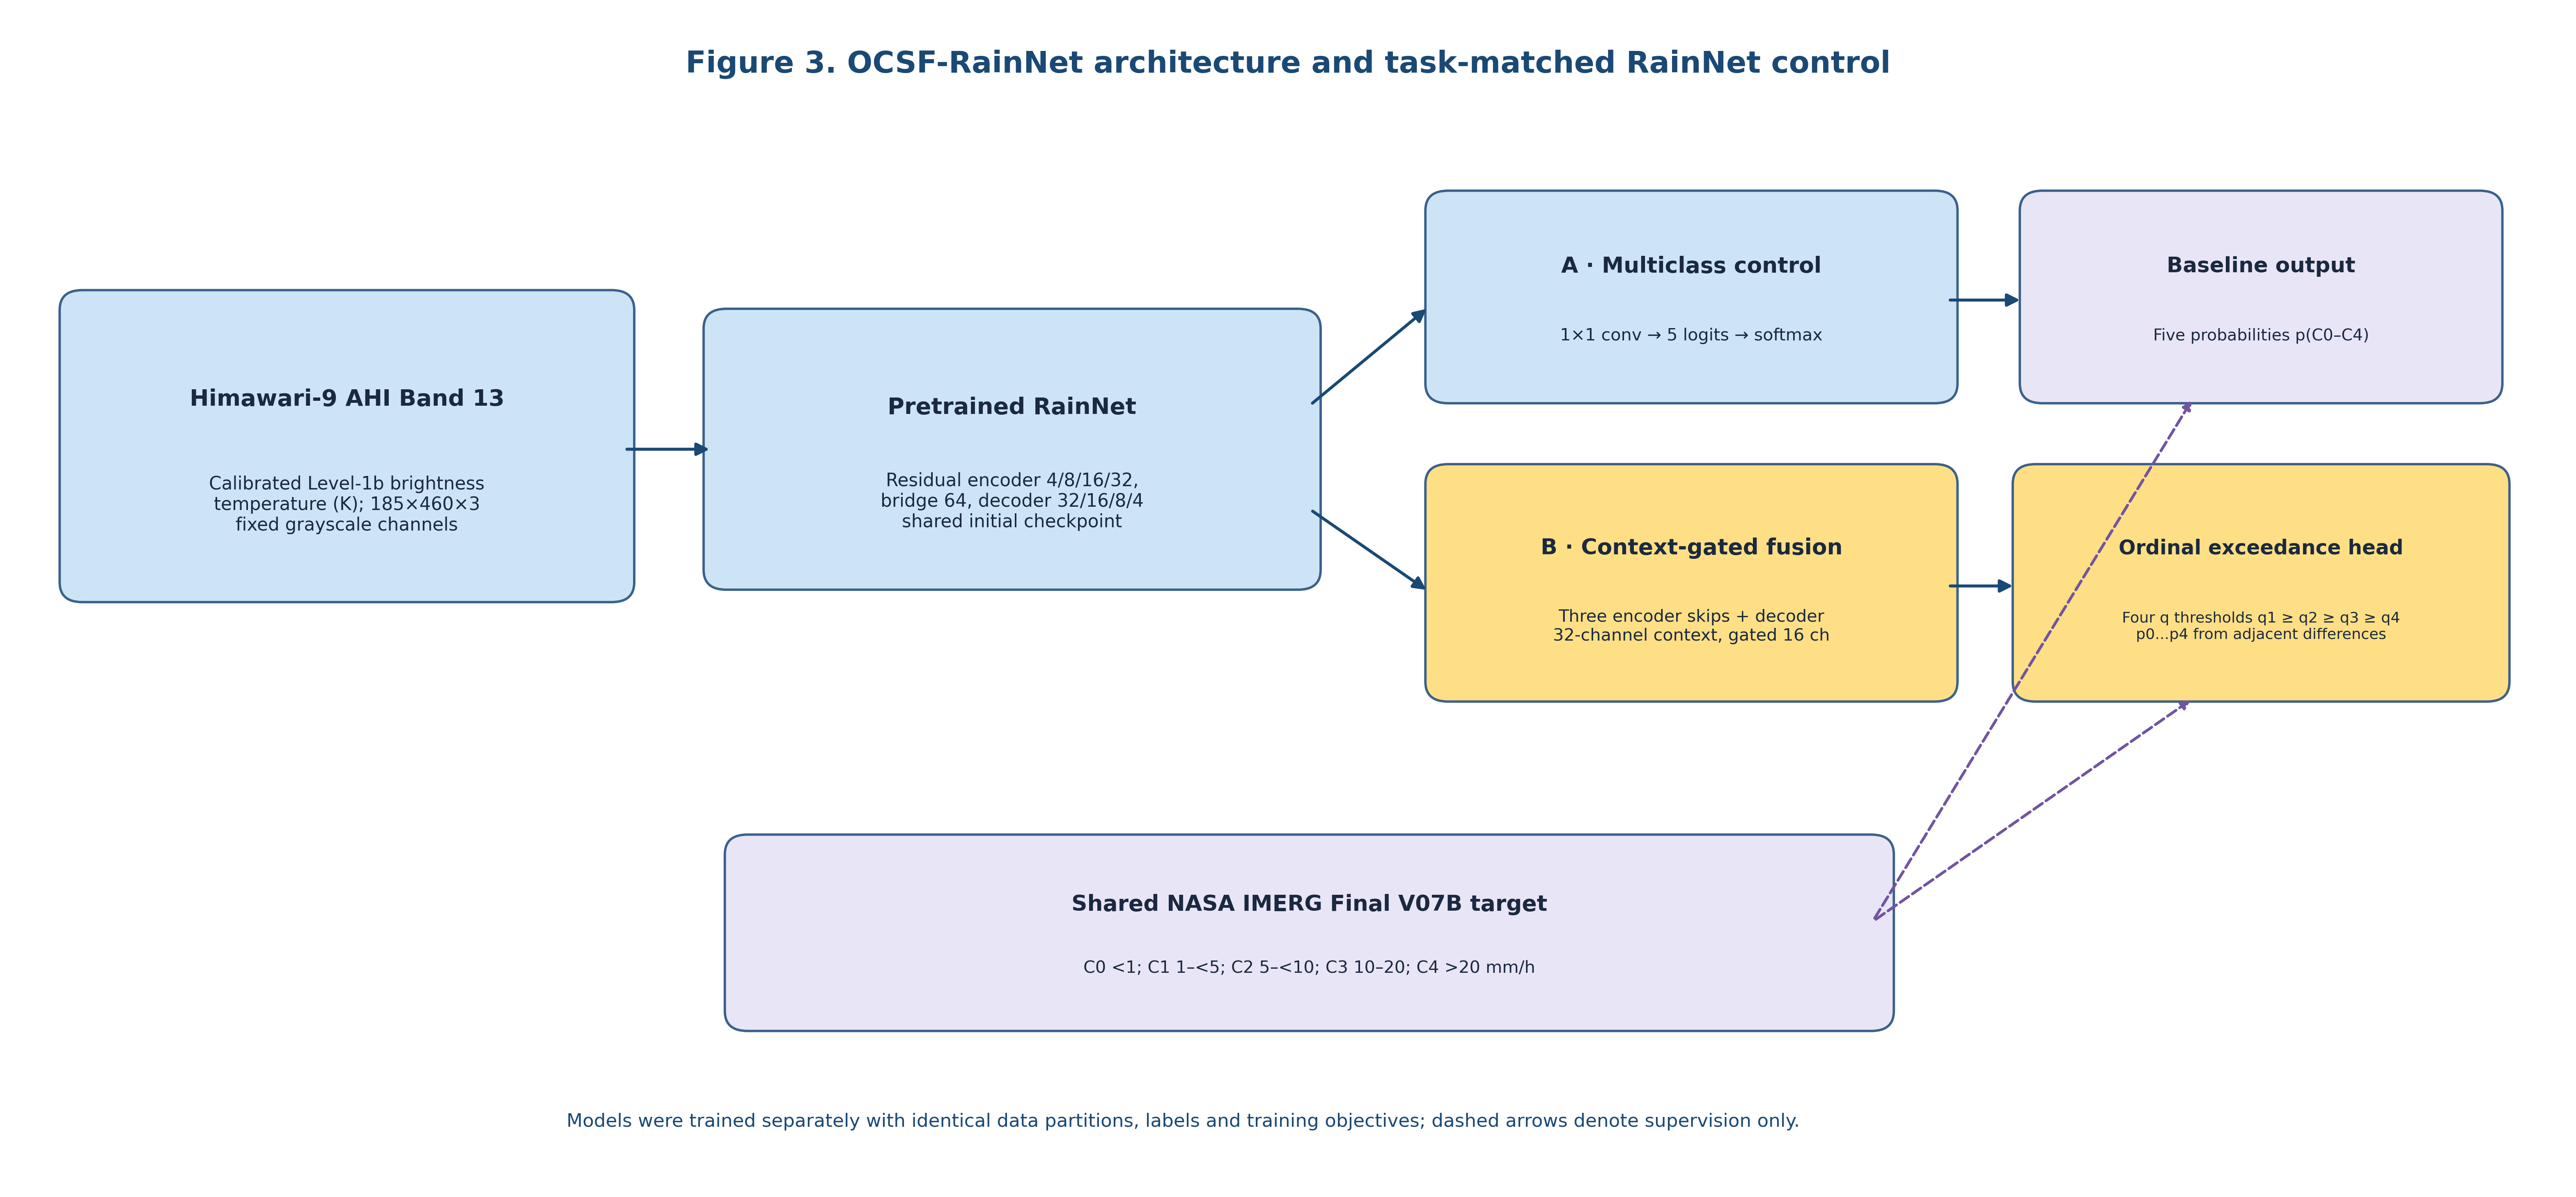 Figure 3. OCSF-RainNet architecture and task-matched RainNet control
Himawari-9 AHI Band 13
Calibrated Level-1b brightness
temperature (K); 185×460×3
fixed grayscale channels
Pretrained RainNet
Residual encoder 4/8/16/32,
bridge 64, decoder 32/16/8/4
shared initial checkpoint
A · Multiclass control
1×1 conv → 5 logits → softmax
Baseline output
Five probabilities p(C0–C4)
B · Context-gated fusion
Three encoder skips + decoder
32-channel context, gated 16 ch
Ordinal exceedance head
Four q thresholds q1 ≥ q2 ≥ q3 ≥ q4
p0...p4 from adjacent differences
Shared NASA IMERG Final V07B target
C0 <1; C1 1–<5; C2 5–<10; C3 10–20; C4 >20 mm/h
Models were trained separately with identical data partitions, labels and training objectives; dashed arrows denote supervision only.